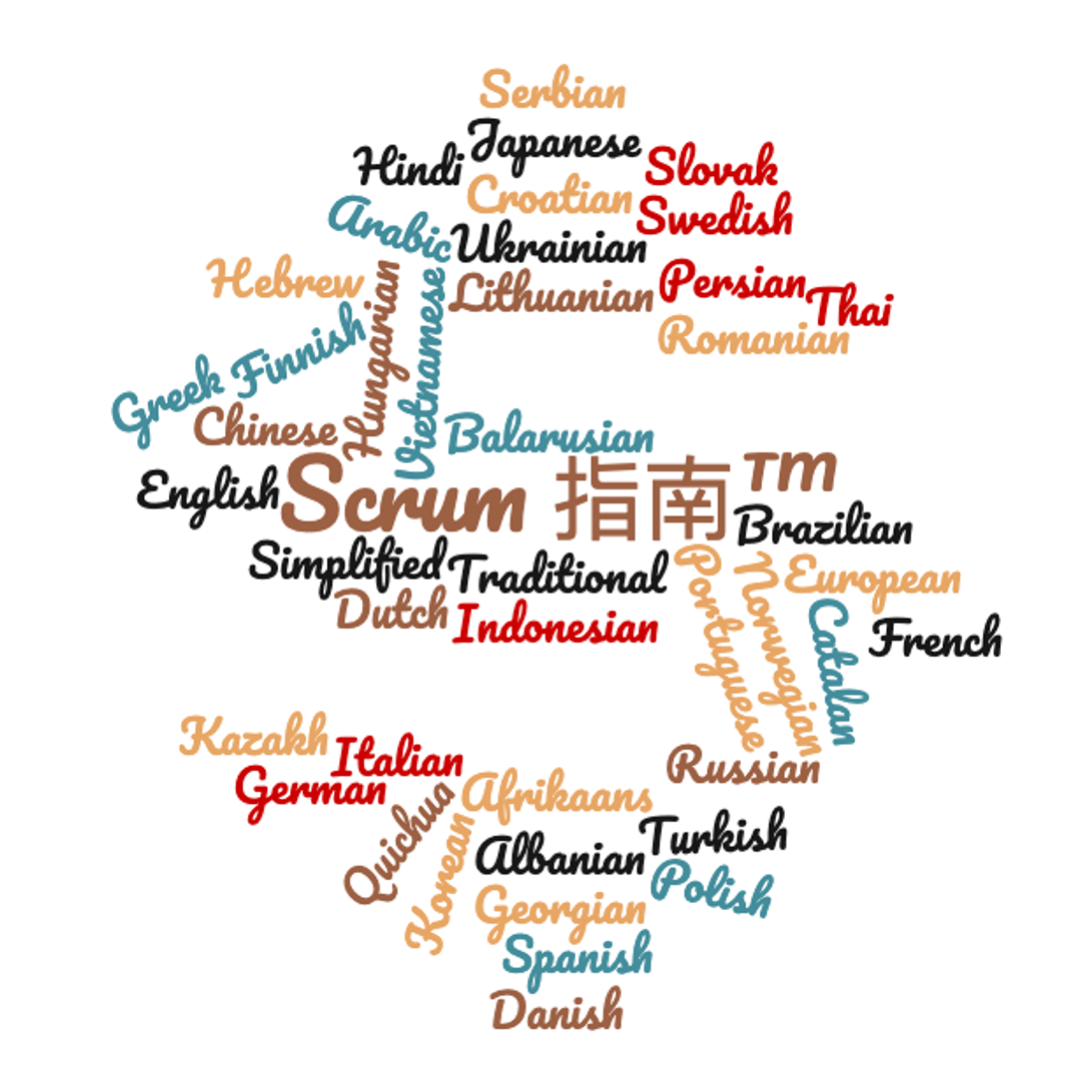 Serbian
Japanese
Hindi
Slovak
Croatian
Swedish
Arabic
Ukrainian
Hebrew
Hungarian
Vietnamese
Lithuanian
Persian
Thai
Romanian
Greek
Finnish
Chinese
Balarusian
English
Scrum 指南™
Brazilian
Simplified
Traditional
Portuguese
Norwegian
European
Dutch
Indonesian
Catalan
French
Kazakh
Italian
German
Russian
Quichua
Korean
Afrikaans
Turkish
Albanian
Polish
Georgian
Spanish
Danish